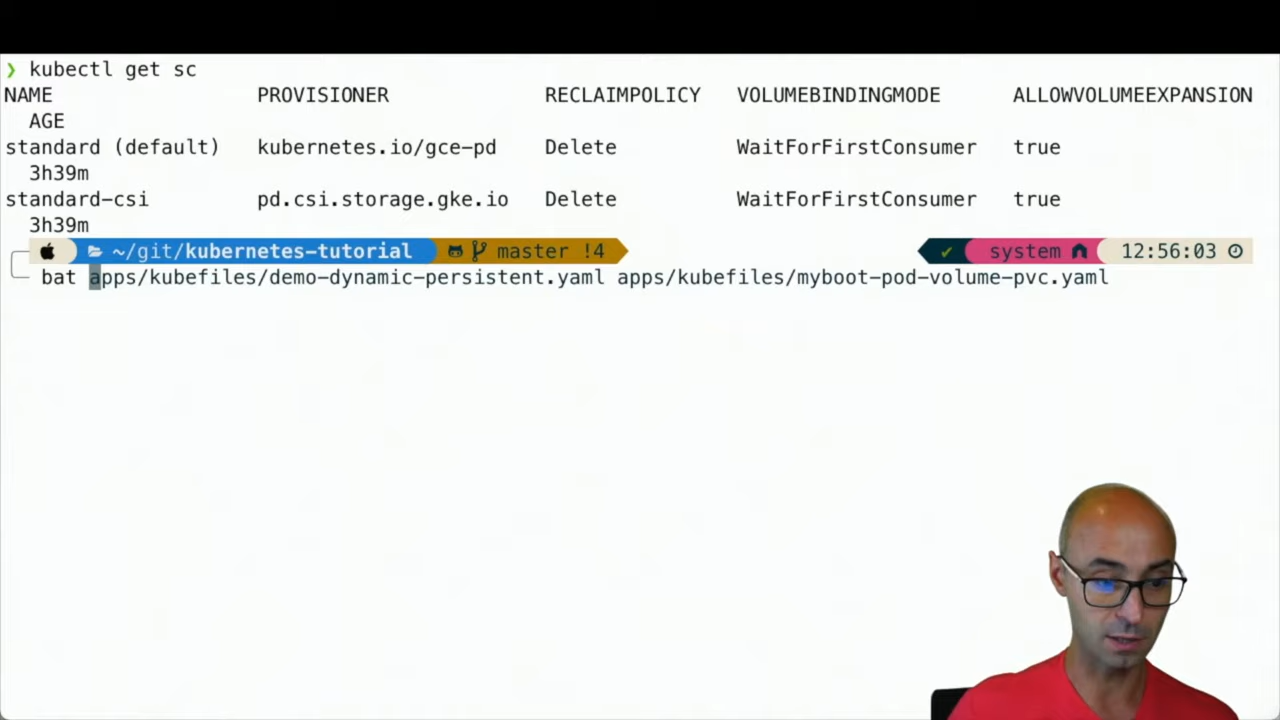 ❯ kubectl get sc
NAME PROVISIONER RECLAIMPOLICY VOLUMEBINDINGMODE ALLOWVOLUMEEXPANSION
AGE
standard (default) kubernetes.io/gce-pd Delete WaitForFirstConsumer true
3h39m
standard-csi pd.csi.storage.gke.io Delete WaitForFirstConsumer true
3h39m
~/git/kubernetes-tutorial master !4 ✔ system 12:56:03
bat apps/kubefiles/demo-dynamic-persistent.yaml apps/kubefiles/myboot-pod-volume-pvc.yaml